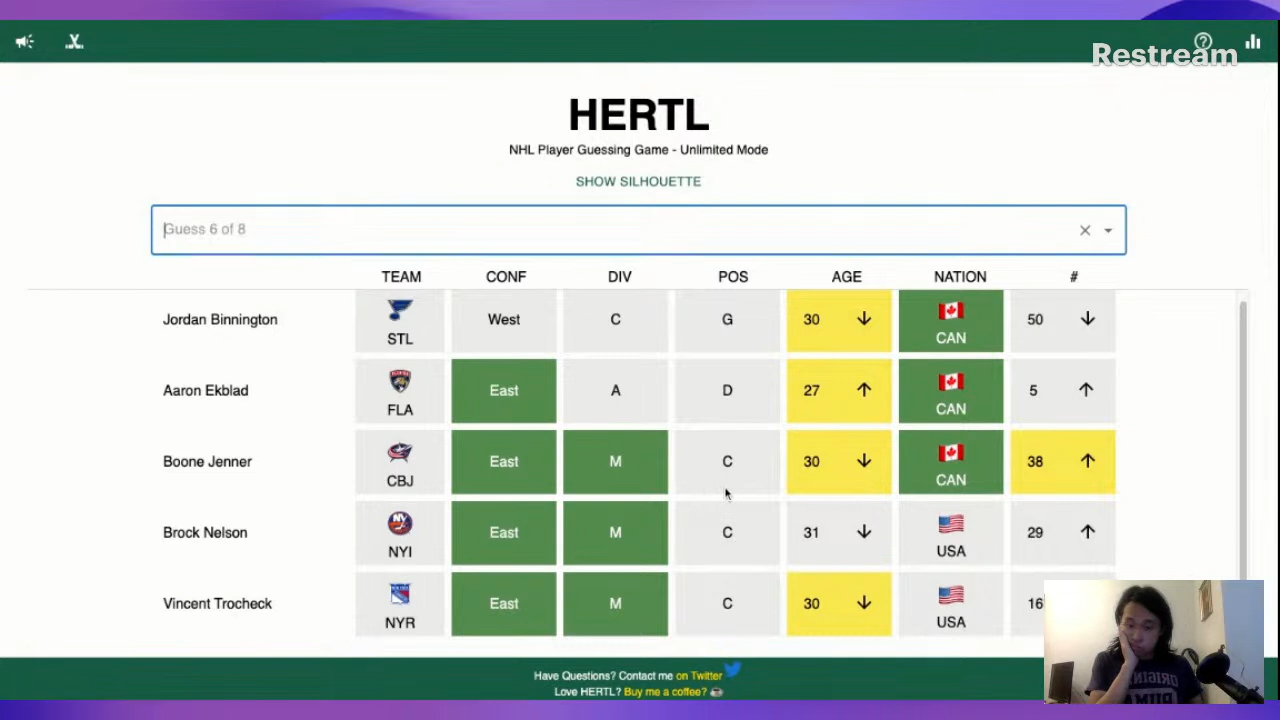 Restream
HERTL
NHL Player Guessing Game - Unlimited Mode
SHOW SILHOUETTE
Guess 6 of 8
TEAM CONF DIV POS AGE NATION #
Jordan Binnington STL West C G 30 ↓ CAN 50 ↓
Aaron Ekblad FLA East A D 27 ↑ CAN 5 ↑
Boone Jenner CBJ East M C 30 ↓ CAN 38 ↑
Brock Nelson NYI East M C 31 ↓ USA 29 ↑
Vincent Trocheck NYR East M C 30 ↓ USA 16
Have Questions? Contact me on Twitter
Love HERTL? Buy me a coffee?